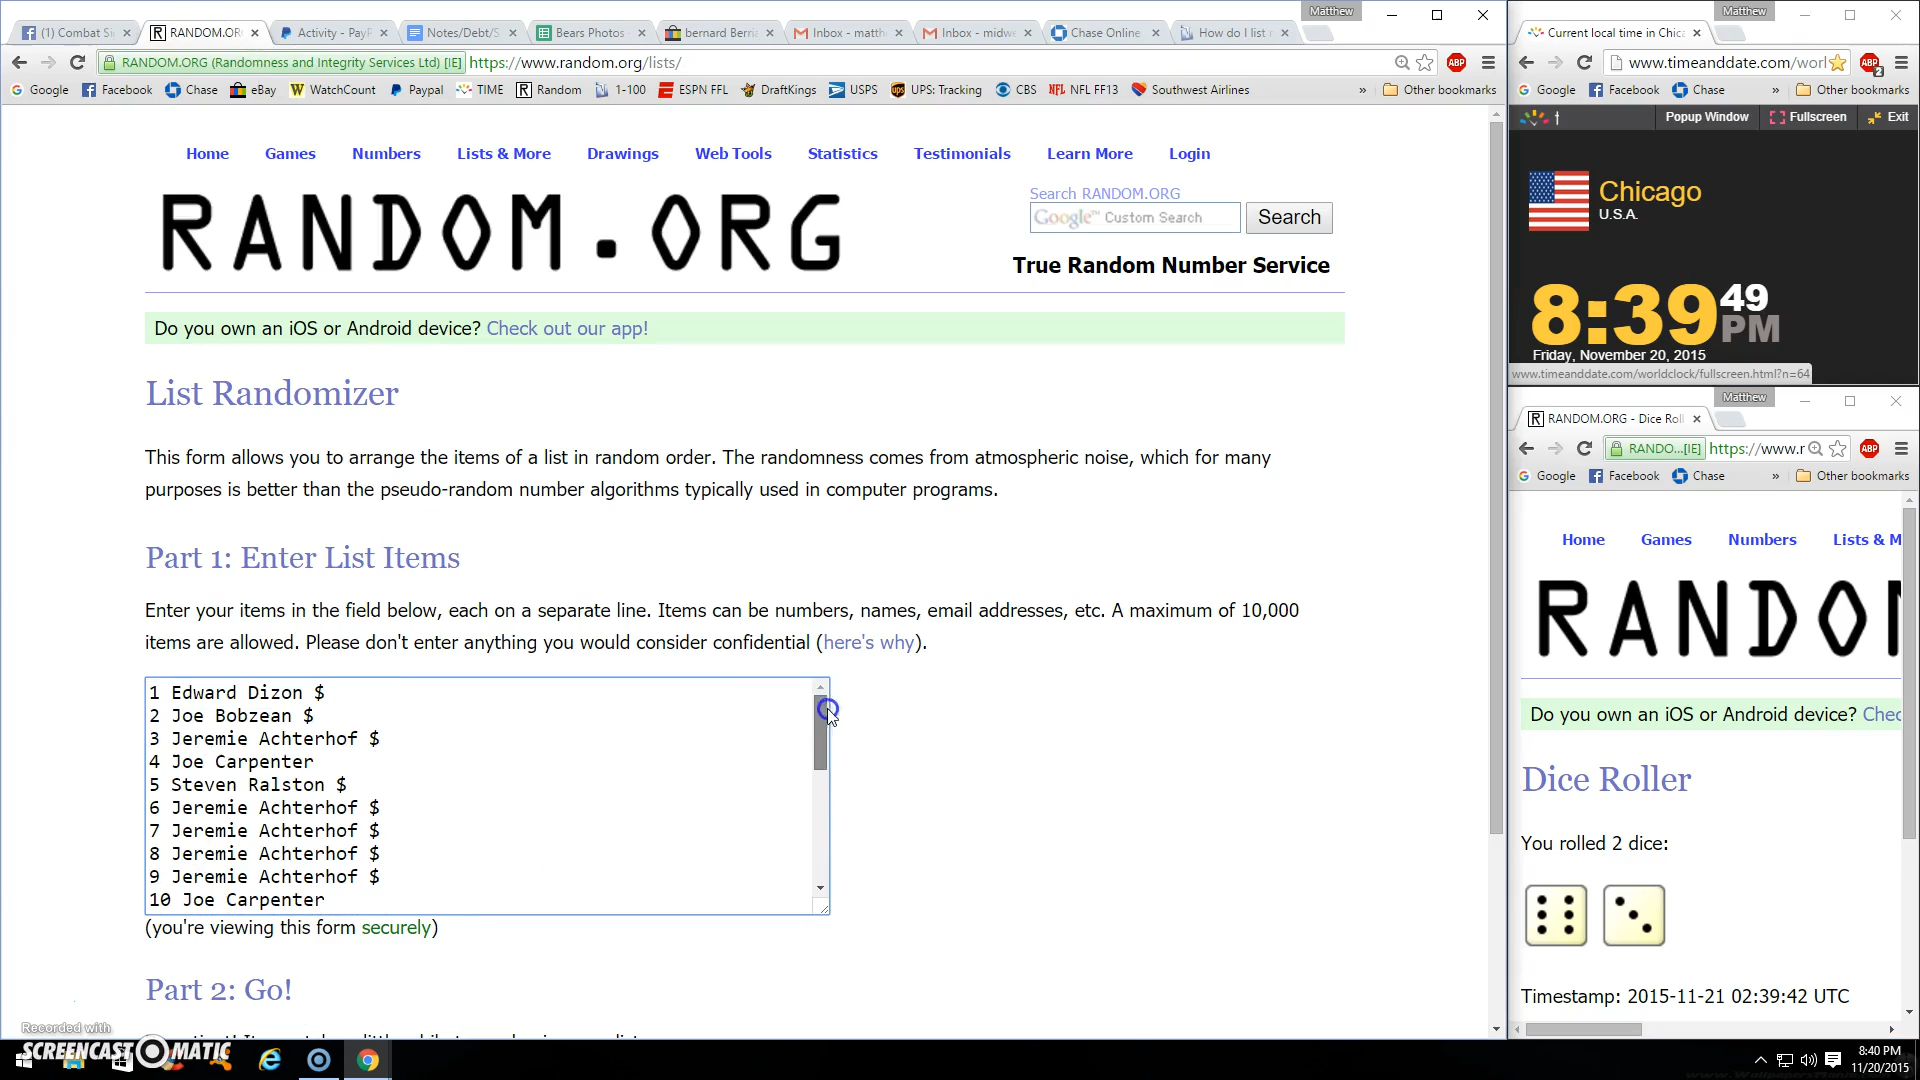 Matthew
(1) Combat Si
RANDOM.OR
Activity - PayP
Notes/Debt/S
Bears Photos
bernard Berna
Inbox - matth
Inbox - midwe
Chase Online
How do I list r
RANDOM.ORG (Randomness and Integrity Services Ltd) [IE] https://www.random.org/lists/
ABP
Google Facebook Chase eBay WatchCount Paypal TIME Random 1-100 ESPN FFL DraftKings USPS UPS: Tracking CBS NFL FF13 Southwest Airlines » Other bookmarks
Home Games Numbers Lists & More Drawings Web Tools Statistics Testimonials Learn More Login
RANDOM.ORG
Search RANDOM.ORG
Google™ Custom Search Search
True Random Number Service
Do you own an iOS or Android device? Check out our app!
List Randomizer
This form allows you to arrange the items of a list in random order. The randomness comes from atmospheric noise, which for many
purposes is better than the pseudo-random number algorithms typically used in computer programs.
Part 1: Enter List Items
Enter your items in the field below, each on a separate line. Items can be numbers, names, email addresses, etc. A maximum of 10,000
items are allowed. Please don't enter anything you would consider confidential (here's why).
1 Edward Dizon $
2 Joe Bobzean $
3 Jeremie Achterhof $
4 Joe Carpenter
5 Steven Ralston $
6 Jeremie Achterhof $
7 Jeremie Achterhof $
8 Jeremie Achterhof $
9 Jeremie Achterhof $
10 Joe Carpenter
(you're viewing this form securely)
Part 2: Go!
Recorded with
SCREENCAST MATIC
Matthew
Current local time in Chica
www.timeanddate.com/worl
ABP 2
Google Facebook Chase » Other bookmarks
t Popup Window Fullscreen Exit
Chicago
U.S.A.
8:39 49 PM
Friday, November 20, 2015
www.timeanddate.com/worldclock/fullscreen.html?n=64
Matthew
RANDOM.ORG - Dice Roll
RANDO...[IE] https://www.r
ABP
Google Facebook Chase » Other bookmarks
Home Games Numbers Lists & M
RANDO
Do you own an iOS or Android device? Chec
Dice Roller
You rolled 2 dice:
Timestamp: 2015-11-21 02:39:42 UTC
8:40 PM
11/20/2015